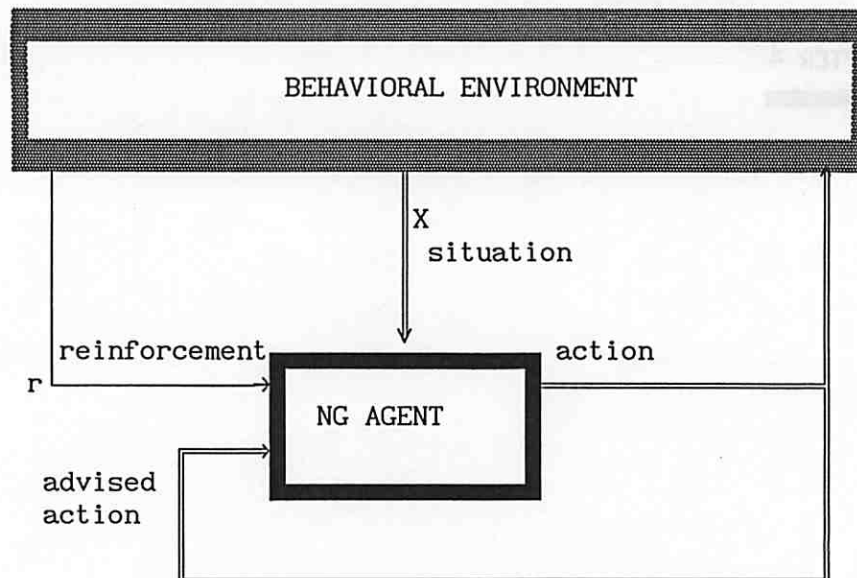 BEHAVIORAL ENVIRONMENT
X
situation
reinforcement
action
r
NG AGENT
advised
action